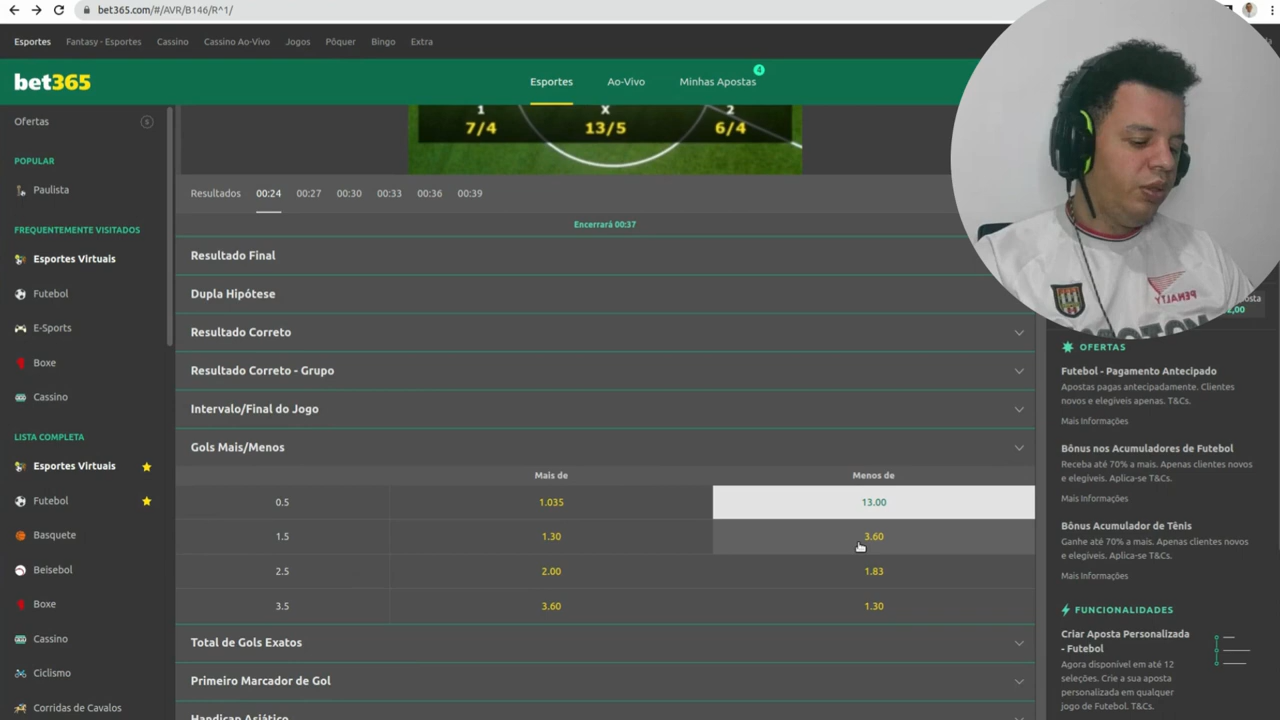 bet365.com/#/AVR/B146/R^1/
Esportes Fantasy - Esportes Cassino Cassino Ao-Vivo Jogos Pôquer Bingo Extra
bet365
Esportes Ao-Vivo Minhas Apostas 4
Ofertas 5
POPULAR
Paulista
FREQUENTEMENTE VISITADOS
Esportes Virtuais
Futebol
E-Sports
Boxe
Cassino
LISTA COMPLETA
Esportes Virtuais
Futebol
Basquete
Beisebol
Boxe
Cassino
Ciclismo
Corridas de Cavalos
1 X 2
7/4 13/5 6/4
Resultados 00:24 00:27 00:30 00:33 00:36 00:39
Encerrará 00:37
Resultado Final
Dupla Hipótese
Resultado Correto
Resultado Correto - Grupo
Intervalo/Final do Jogo
Gols Mais/Menos
Mais de Menos de
0.5 1.035 13.00
1.5 1.30 3.60
2.5 2.00 1.83
3.5 3.60 1.30
Total de Gols Exatos
Primeiro Marcador de Gol
Handicap Asiático
PENALTY
OFERTAS
Futebol - Pagamento Antecipado
Apostas pagas antecipadamente. Clientes
novos e elegíveis apenas. T&Cs.
Mais Informações
Bônus nos Acumuladores de Futebol
Receba até 70% a mais. Apenas clientes novos
e elegíveis. Aplica-se T&Cs.
Mais Informações
Bônus Acumulador de Tênis
Ganhe até 70% a mais. Apenas clientes novos
e elegíveis. Aplica-se T&Cs.
Mais Informações
FUNCIONALIDADES
Criar Aposta Personalizada
- Futebol
Agora disponível em até 12
seleções. Crie a sua aposta
personalizada em qualquer
jogo de Futebol. T&Cs.